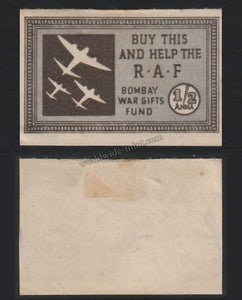 BUY THIS
AND HELP THE
R·A·F
BOMBAY
WAR GIFTS
FUND
1/2
ANNA